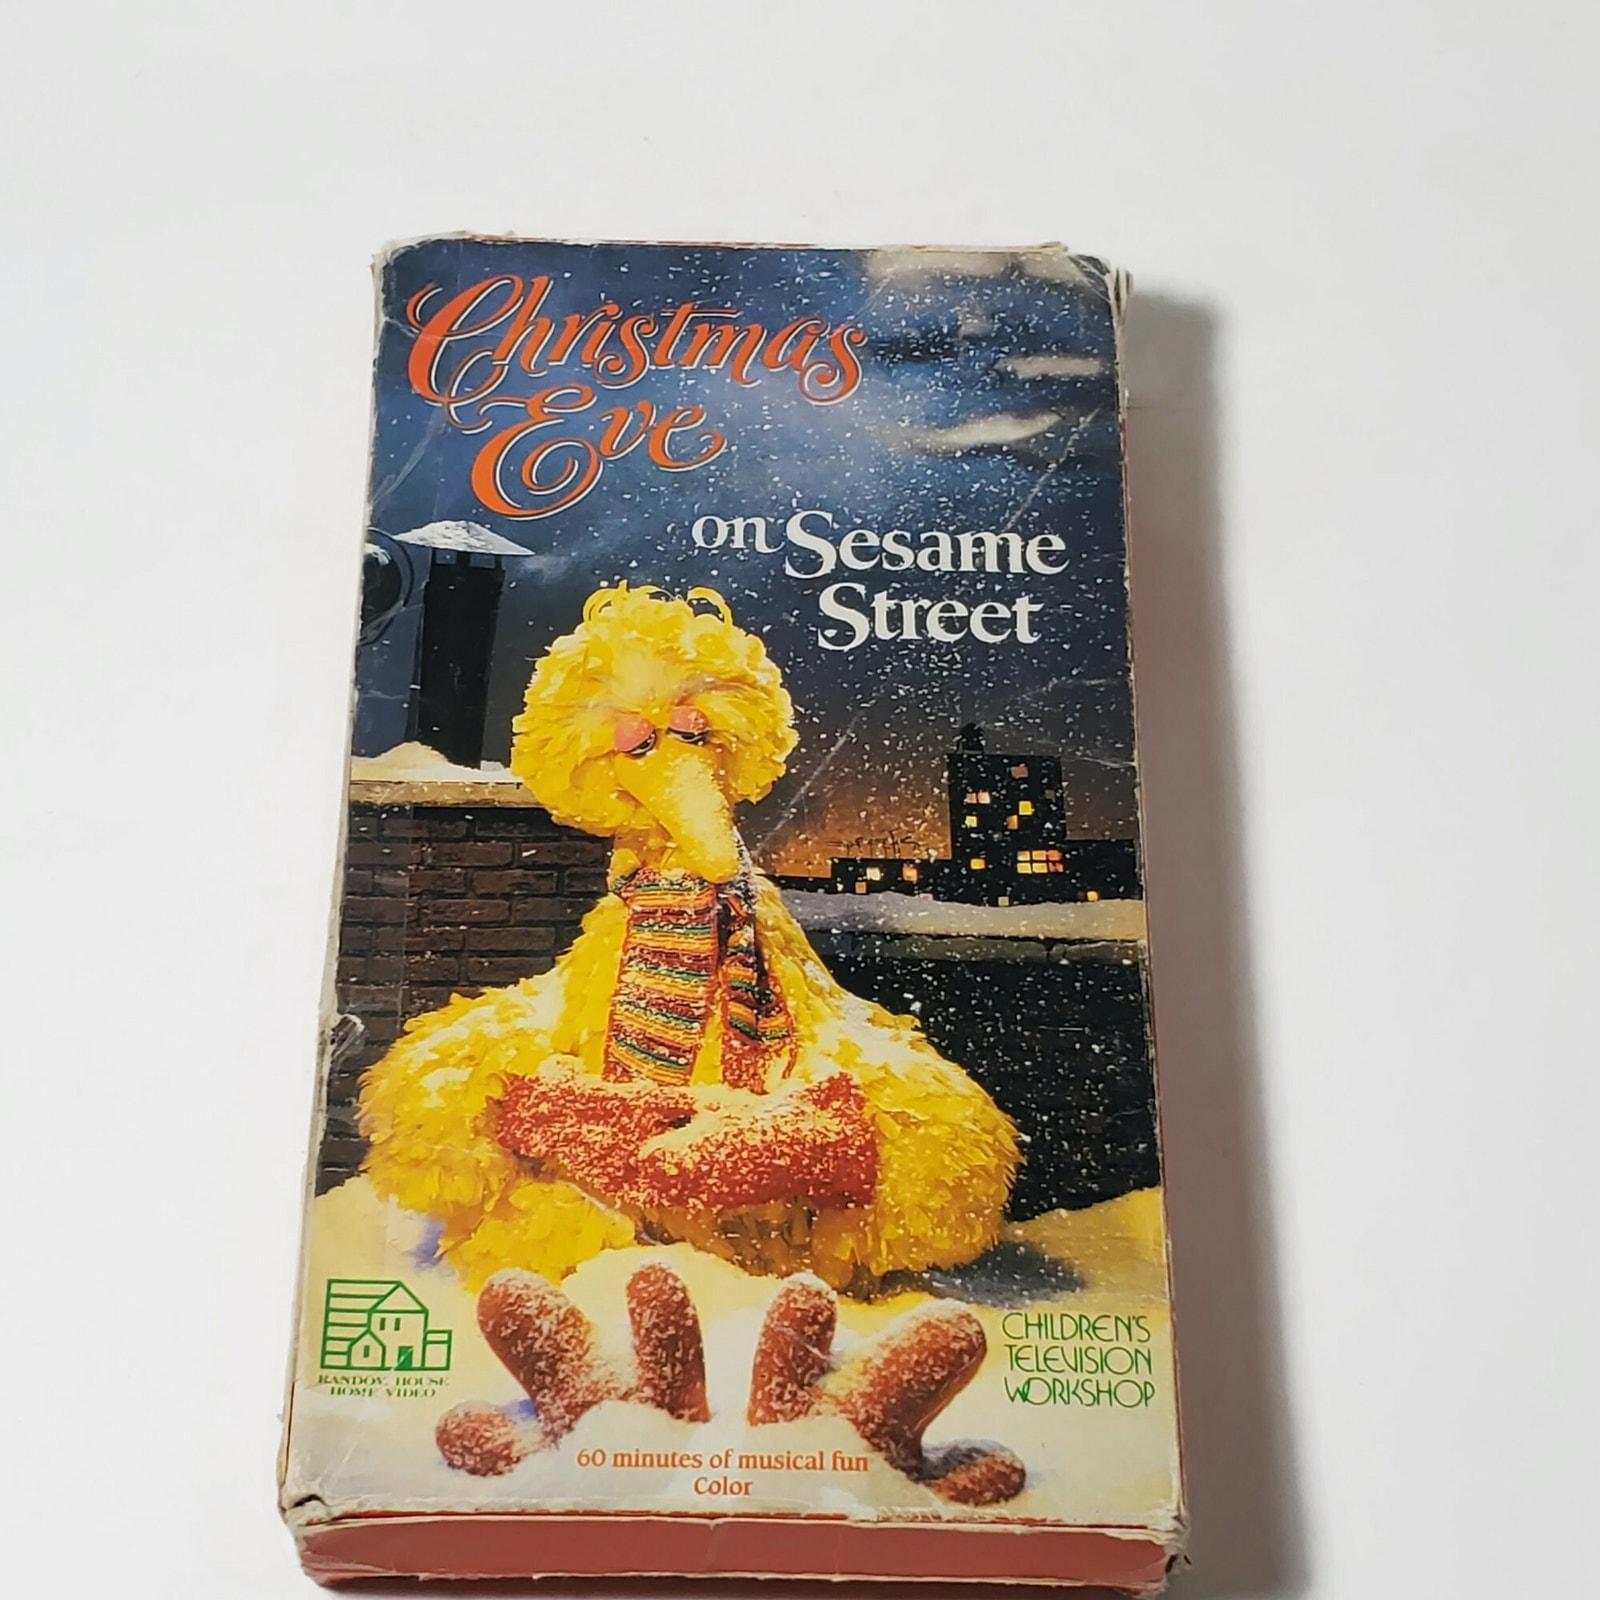 Christmas
Eve
on Sesame
Street
RANDOM HOUSE
HOME VIDEO
CHILDREN'S
TELEVISION
WORKSHOP
60 minutes of musical fun
Color